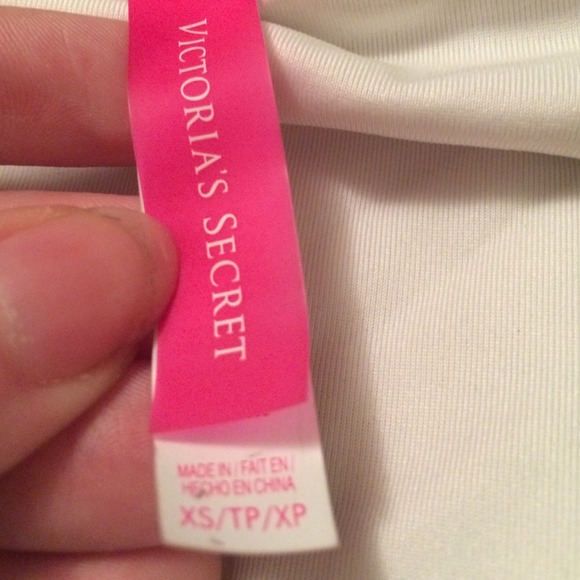 VICTORIA'S SECRET
MADE IN / FAIT EN /
HECHO EN CHINA
XS/TP/XP